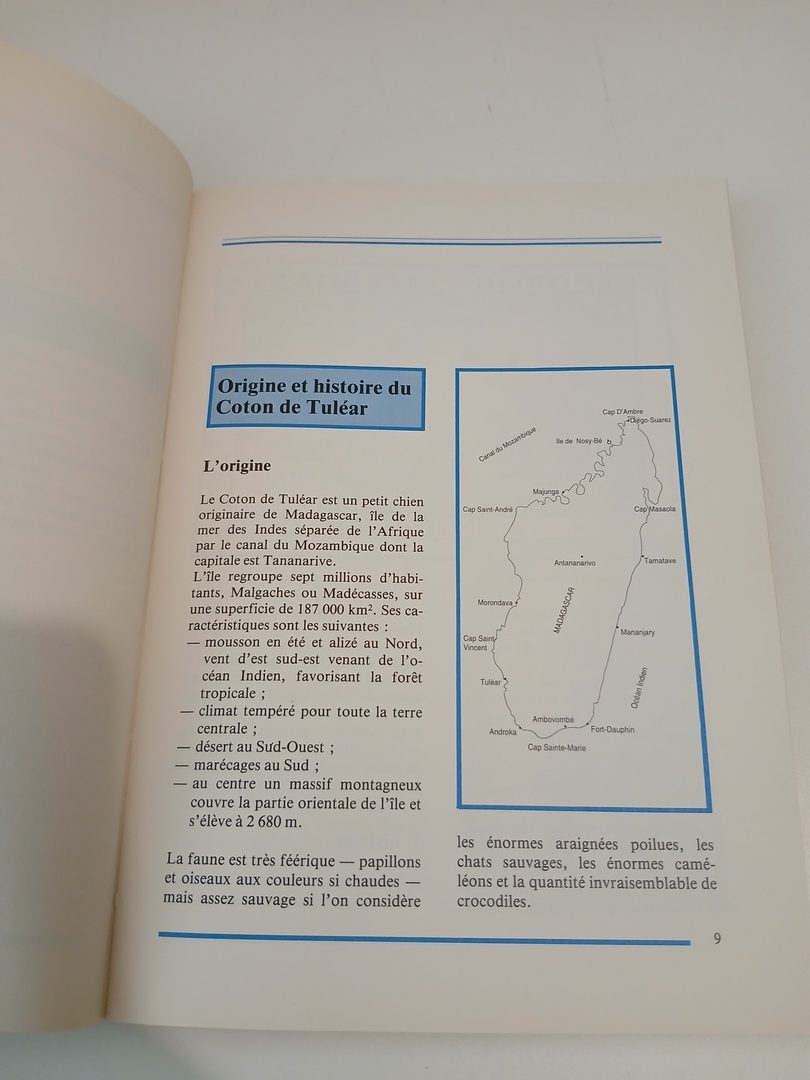 Origine et histoire du
Coton de Tuléar
L'origine
Le Coton de Tuléar est un petit chien
originaire de Madagascar, île de la
mer des Indes séparée de l'Afrique
par le canal du Mozambique dont la
capitale est Tananarive.
L'île regroupe sept millions d'habi-
tants, Malgaches ou Madécasses, sur
une superficie de 187 000 km². Ses ca-
ractéristiques sont les suivantes :
— mousson en été et alizé au Nord,
vent d'est sud-est venant de l'o-
céan Indien, favorisant la forêt
tropicale ;
— climat tempéré pour toute la terre
centrale ;
— désert au Sud-Ouest ;
— marécages au Sud ;
— au centre un massif montagneux
couvre la partie orientale de l'île et
s'élève à 2 680 m.
La faune est très féérique — papillons
et oiseaux aux couleurs si chaudes —
mais assez sauvage si l'on considère
Cap D'Ambre
Diégo-Suarez
Canal du Mozambique
Ile de Nosy-Bé
Majunga
Cap Saint-André
Cap Masaola
Antananarivo
Tamatave
Morondava
MADAGASCAR
Mananjary
Cap Saint
Vincent
Tuléar
Océan Indien
Ambovombé
Androka
Fort-Dauphin
Cap Sainte-Marie
les énormes araignées poilues, les
chats sauvages, les énormes camé-
léons et la quantité invraisemblable de
crocodiles.
9